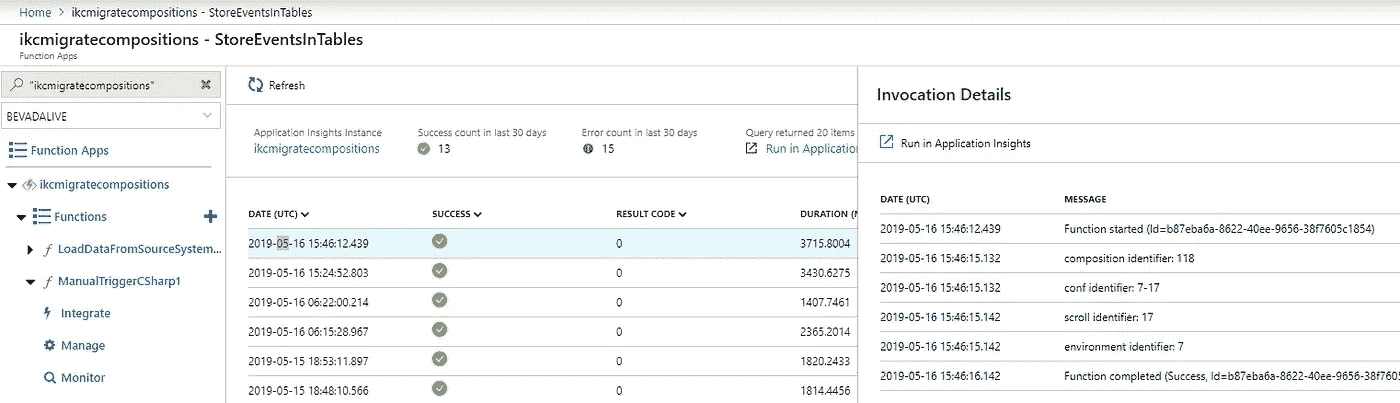 Home > ikcmigratecompositions - StoreEventsInTables
ikcmigratecompositions - StoreEventsInTables
Function Apps
"ikcmigratecompositions"
BEVADALIVE
Function Apps
ikcmigratecompositions
Functions
LoadDataFromSourceSystem...
ManualTriggerCSharp1
Integrate
Manage
Monitor
Refresh
Application Insights Instance
ikcmigratecompositions
Success count in last 30 days
13
Error count in last 30 days
15
Query returned 20 items
Run in Application
DATE (UTC) SUCCESS RESULT CODE DURATION (M
2019-05-16 15:46:12.439 0 3715.8004
2019-05-16 15:24:52.803 0 3430.6275
2019-05-16 06:22:00.214 0 1407.7461
2019-05-16 06:15:28.967 0 2365.2014
2019-05-15 18:53:11.897 0 1820.2433
2019-05-15 18:48:10.566 0 1814.4456
Invocation Details
Run in Application Insights
DATE (UTC) MESSAGE
2019-05-16 15:46:12.439 Function started (Id=b87eba6a-8622-40ee-9656-38f7605c1854)
2019-05-16 15:46:15.132 composition identifier: 118
2019-05-16 15:46:15.132 conf identifier: 7-17
2019-05-16 15:46:15.142 scroll identifier: 17
2019-05-16 15:46:15.142 environment identifier: 7
2019-05-16 15:46:16.142 Function completed (Success, Id=b87eba6a-8622-40ee-9656-38f7605